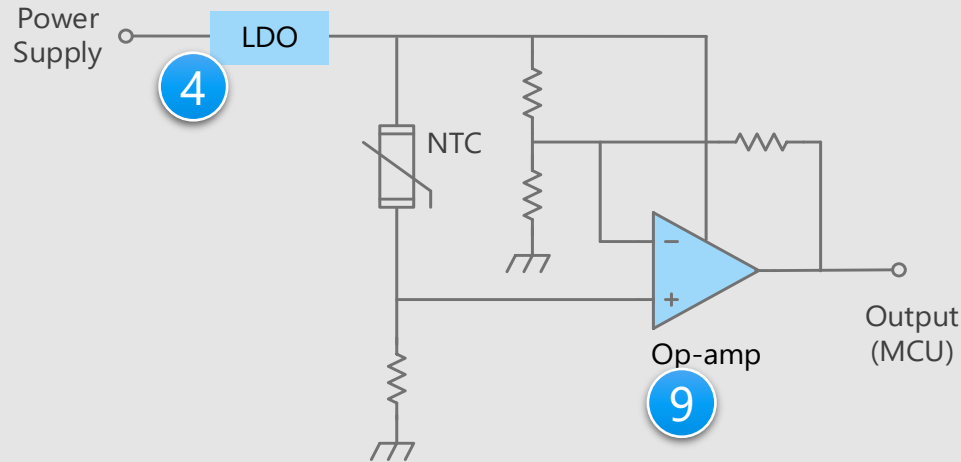 Power
Supply
LDO
4
NTC
−
+
Op-amp
9
Output
(MCU)